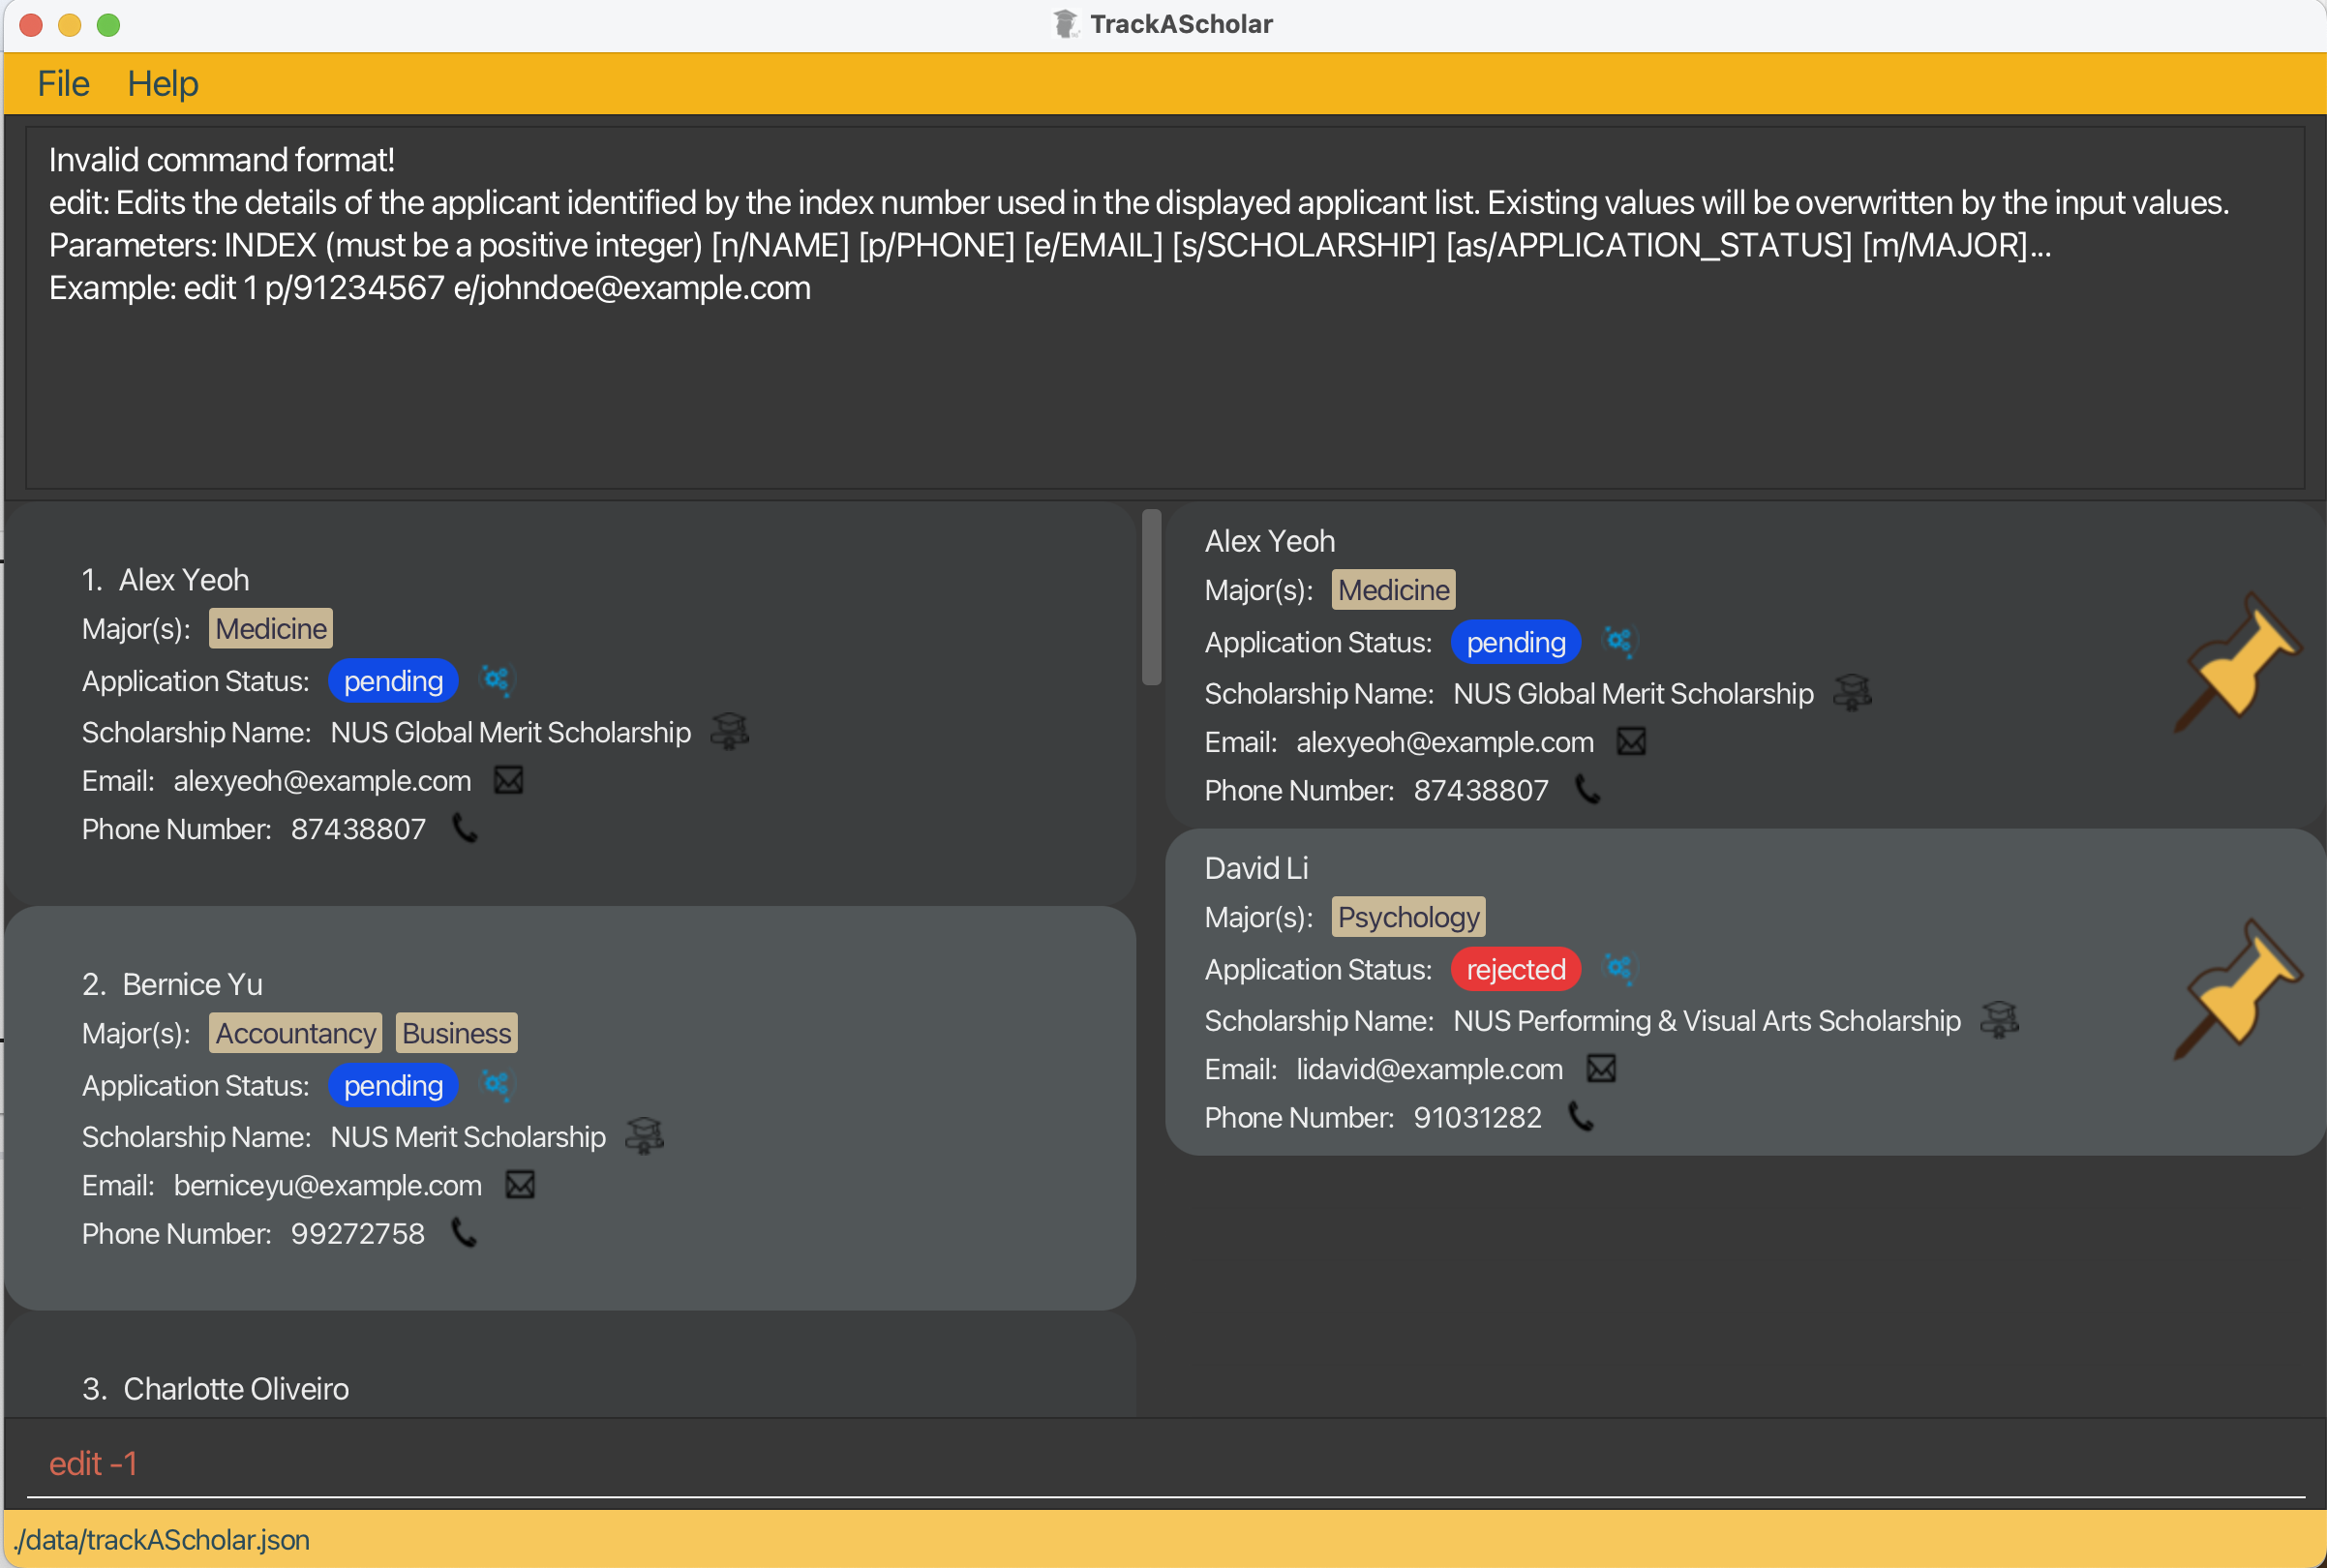 TrackAScholar
File Help
Invalid command format!
edit: Edits the details of the applicant identified by the index number used in the displayed applicant list. Existing values will be overwritten by the input values.
Parameters: INDEX (must be a positive integer) [n/NAME] [p/PHONE] [e/EMAIL] [s/SCHOLARSHIP] [as/APPLICATION_STATUS] [m/MAJOR]...
Example: edit 1 p/91234567 e/johndoe@example.com
1. Alex Yeoh
Major(s): Medicine
Application Status: pending
Scholarship Name: NUS Global Merit Scholarship
Email: alexyeoh@example.com
Phone Number: 87438807
2. Bernice Yu
Major(s): Accountancy Business
Application Status: pending
Scholarship Name: NUS Merit Scholarship
Email: berniceyu@example.com
Phone Number: 99272758
3. Charlotte Oliveiro
Alex Yeoh
Major(s): Medicine
Application Status: pending
Scholarship Name: NUS Global Merit Scholarship
Email: alexyeoh@example.com
Phone Number: 87438807
David Li
Major(s): Psychology
Application Status: rejected
Scholarship Name: NUS Performing & Visual Arts Scholarship
Email: lidavid@example.com
Phone Number: 91031282
edit -1
./data/trackAScholar.json